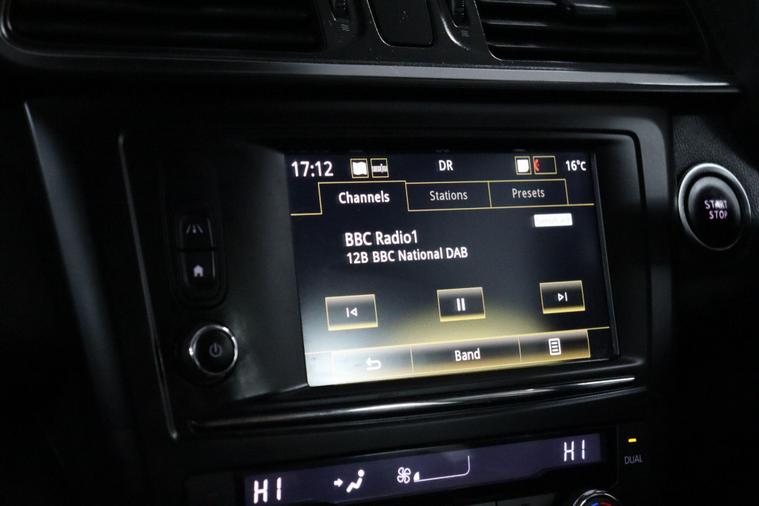 17:12 DR 16°C
Channels Stations Presets
BBC Radio1
12B BBC National DAB
Band
START
STOP
HI HI
DUAL